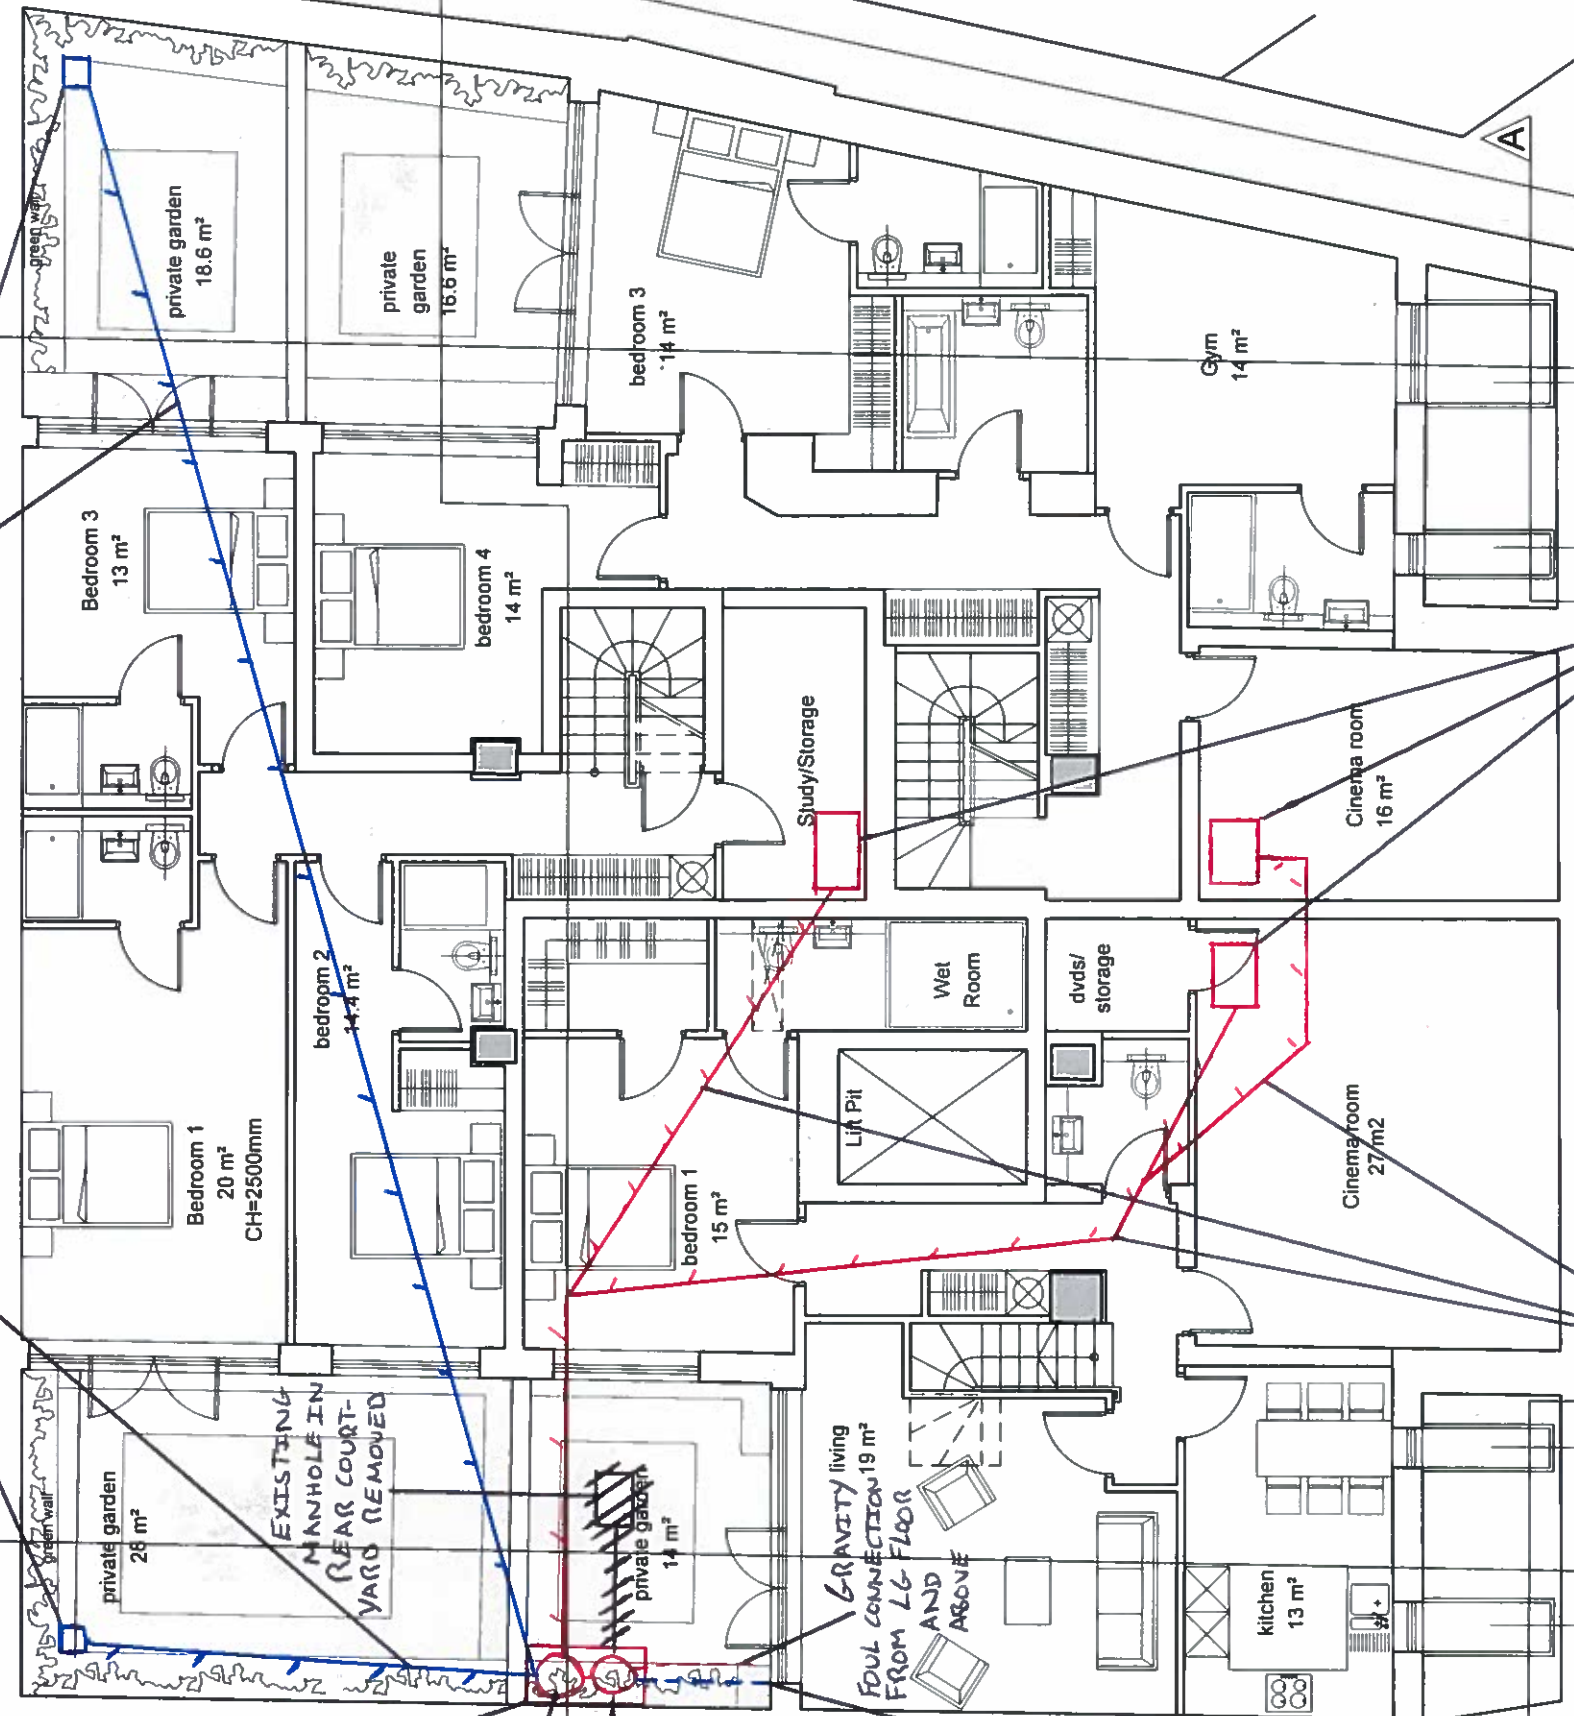 green wall
private garden
18.6 m²
private
garden
16.6 m²
bedroom 3
14 m²
Gym
14 m²
A
Bedroom 3
13 m²
bedroom 4
14 m²
Study/Storage
Cinema room
16 m²
bedroom 2
14.4 m²
Wet
Room
dvds/
storage
Bedroom 1
20 m²
CH=2500mm
bedroom 1
15 m²
Lift Pit
Cinema room
27m2
green wall
private garden
28 m²
EXISTING
MANHOLE IN
REAR COURT-
YARD REMOVED
private garden
14 m²
living
19 m²
GRAVITY
FOUL CONNECTION
FROM LG FLOOR
AND
ABOVE
kitchen
13 m²